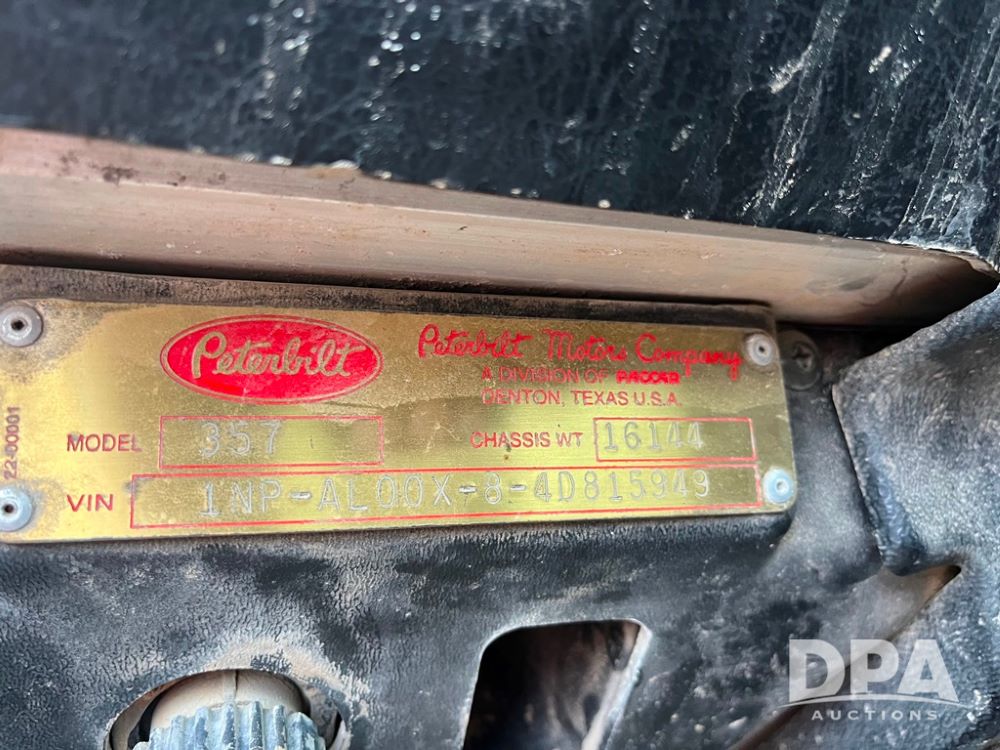 Peterbilt
Peterbilt Motors Company
A DIVISION OF PACCAR
DENTON, TEXAS U.S.A.
22-00001
MODEL 357
CHASSIS WT 16144
VIN 1NP-AL00X-8-4D815943
DPA
AUCTIONS